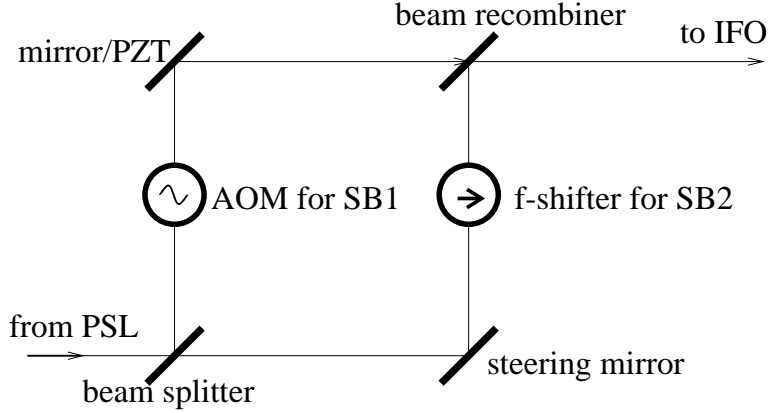 beam recombiner
to IFO
mirror/PZT
AOM for SB1
f-shifter for SB2
from PSL
steering mirror
beam splitter